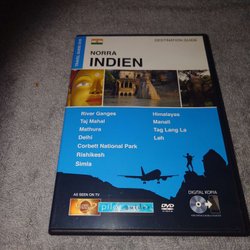 DESTINATION GUIDE
NORRA
INDIEN
River Ganges
Taj Mahal
Mathura
Delhi
Corbett National Park
Rishikesh
Simla
Himalayas
Manali
Tag Lang La
Leh
AS SEEN ON TV
DIGITAL KOPIA
DVD